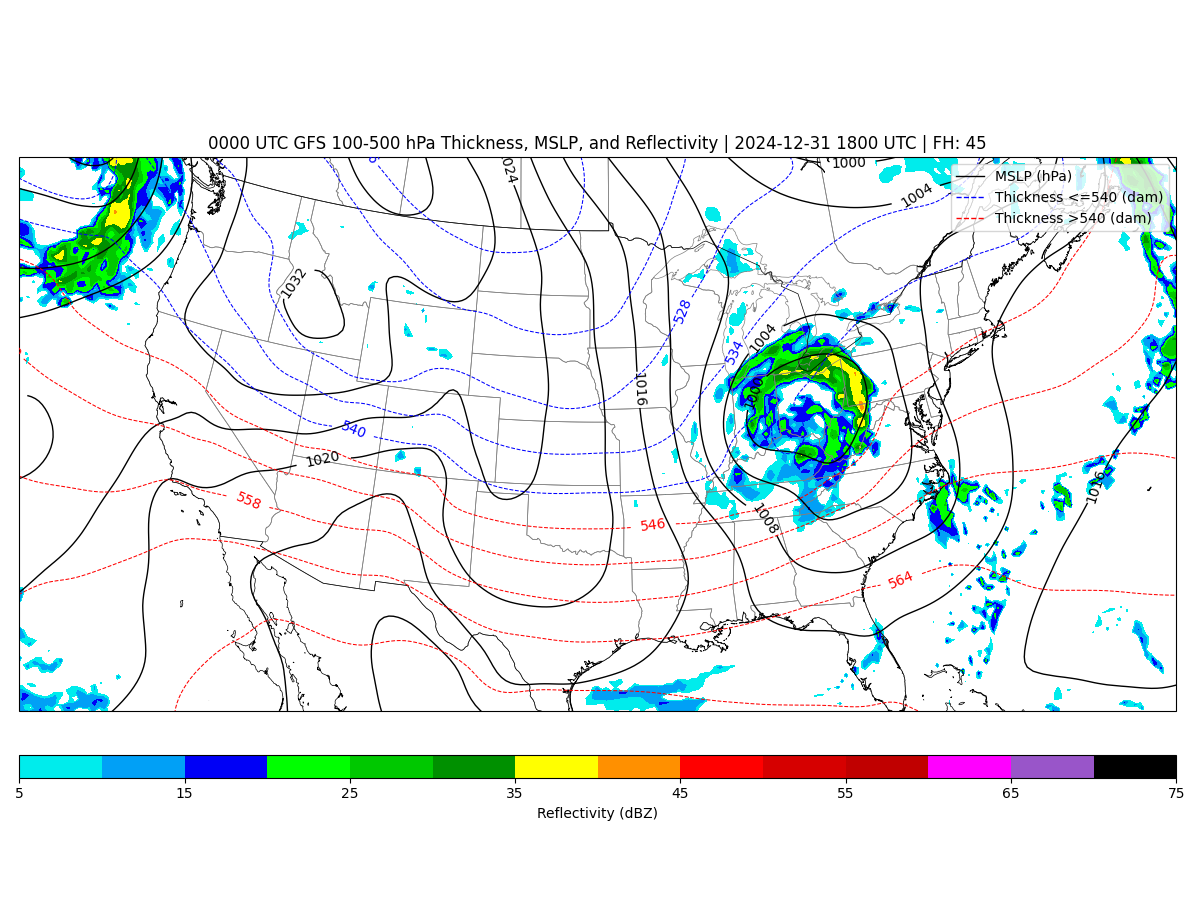 0000 UTC GFS 100-500 hPa Thickness, MSLP, and Reflectivity | 2024-12-31 1800 UTC | FH: 45
MSLP (hPa)
Thickness <=540 (dam)
Thickness >540 (dam)
1000
1024
1004
1032
528
1004
534
1016
540
1020
558
1016
1008
546
564
5 15 25 35 45 55 65 75
Reflectivity (dBZ)